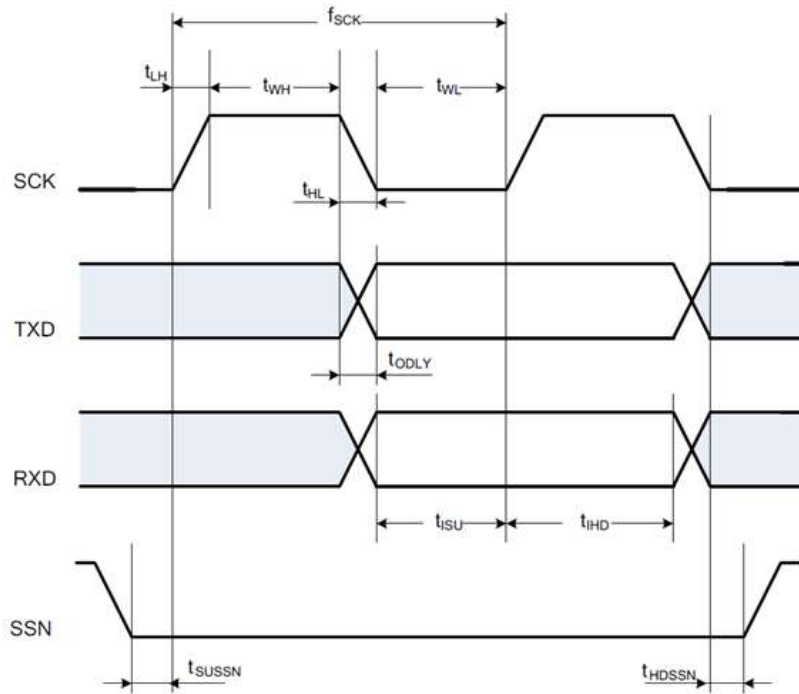 fSCK
tLH
tWH
tWL
SCK
tHL
TXD
tODLY
RXD
tISU
tIHD
SSN
tSUSSN
tHDSSN